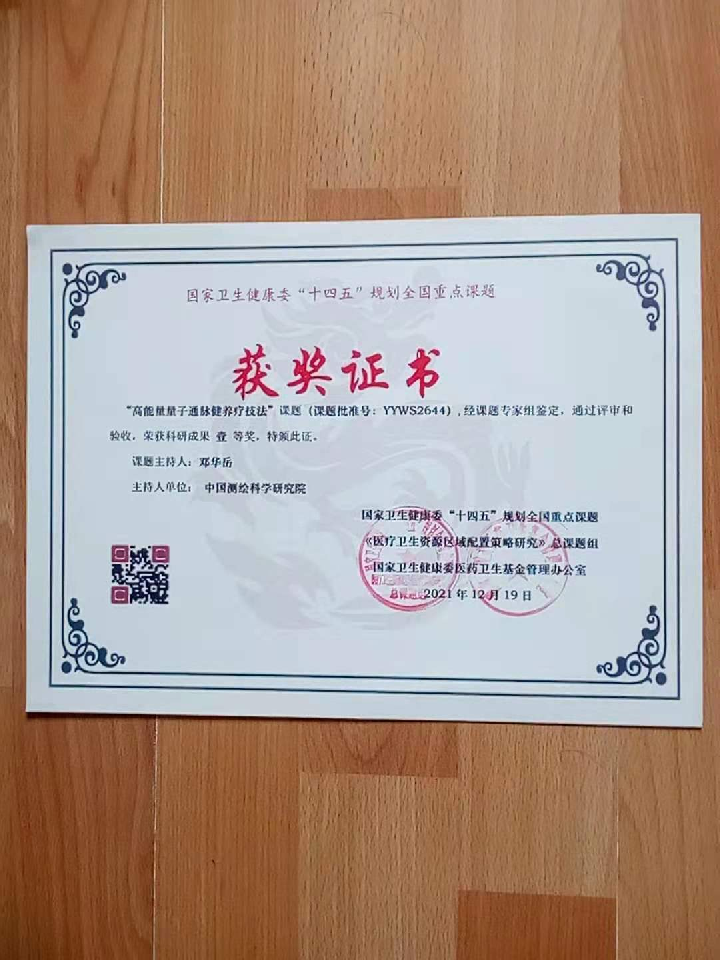 国家卫生健康委“十四五”规划全国重点课题
获奖证书
“高能量量子通脉健养疗技法”课题（课题批准号：YYWS2644）,经课题专家组鉴定，通过评审和
验收，荣获科研成果 壹 等奖，特颁此证。
课题主持人：邓华岳
主持人单位： 中国测绘科学研究院
国家卫生健康委“十四五”规划全国重点课题
《医疗卫生资源区域配置策略研究》总课题组
国家卫生健康委医药卫生基金管理办公室
2021年12月19日